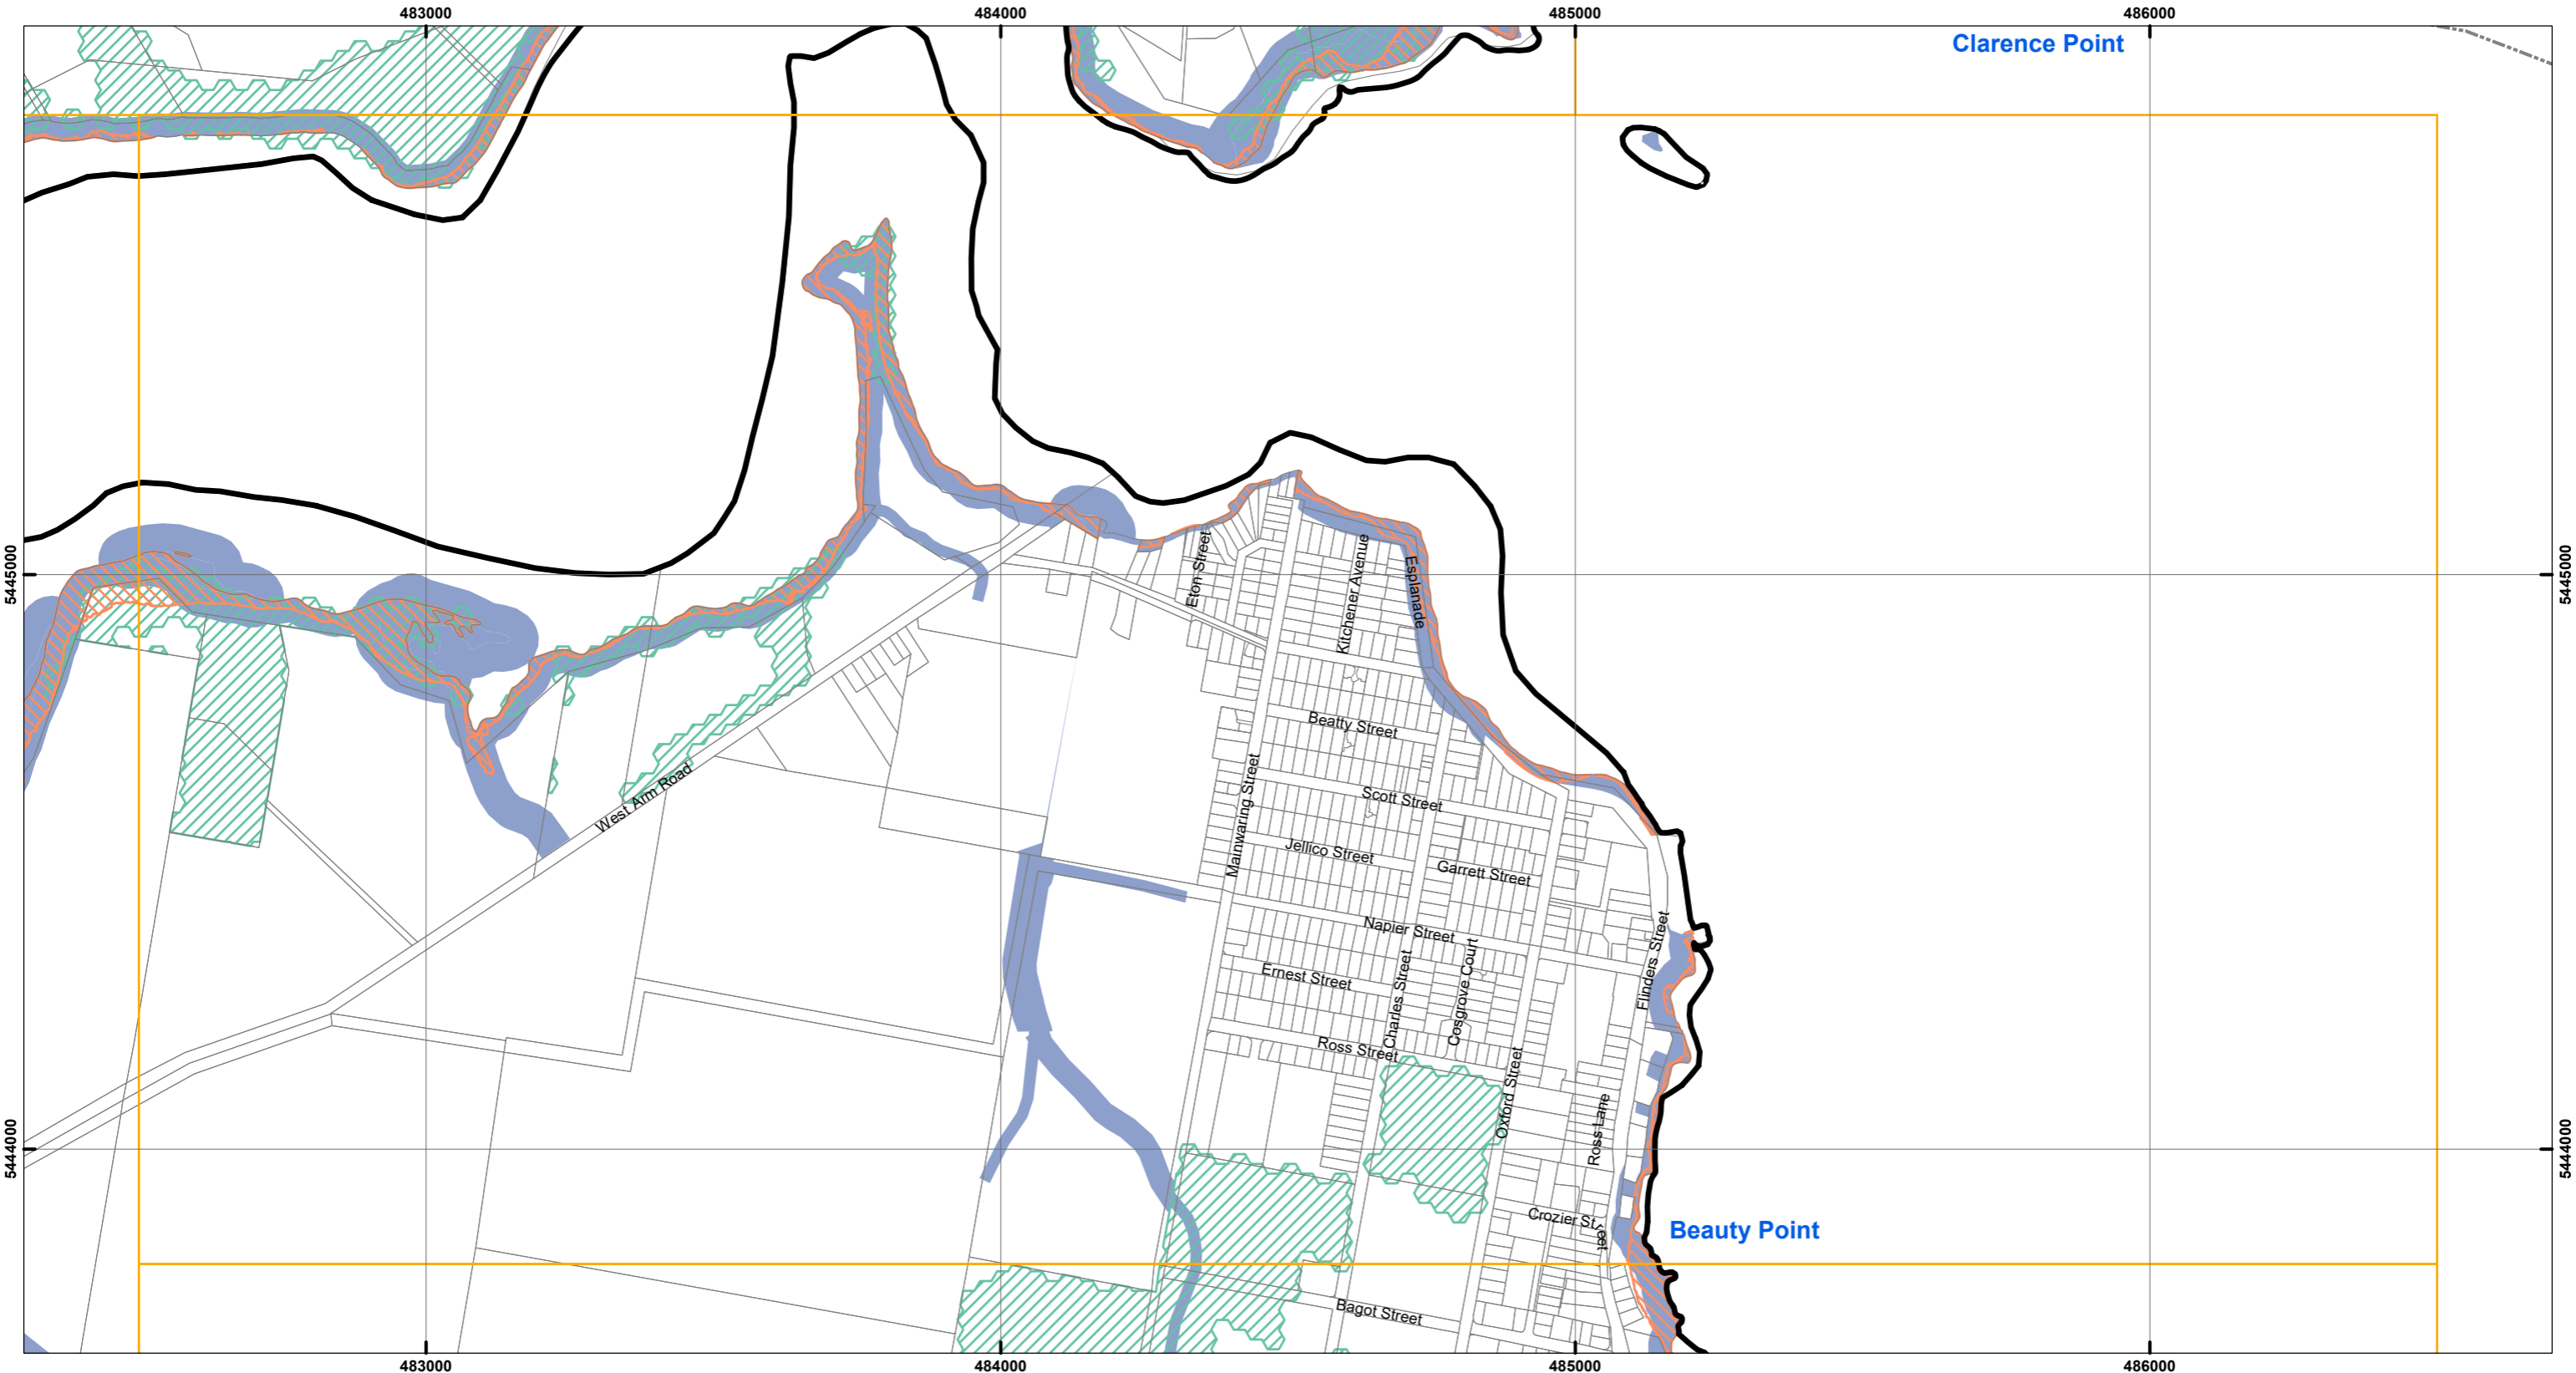 483000
484000
485000
486000
Clarence Point
5445000
5445000
Eton Street
Kitchener Avenue
Esplanade
Beatty Street
West Arm Road
Mainwaring Street
Scott Street
Jellico Street
Garrett Street
Napier Street
Flinders Street
Ernest Street
Charles Street
Cosgrove Court
Ross Street
Oxford Street
Ross Lane
5444000
5444000
Crozier Street
Beauty Point
Bagot Street
483000
484000
485000
486000